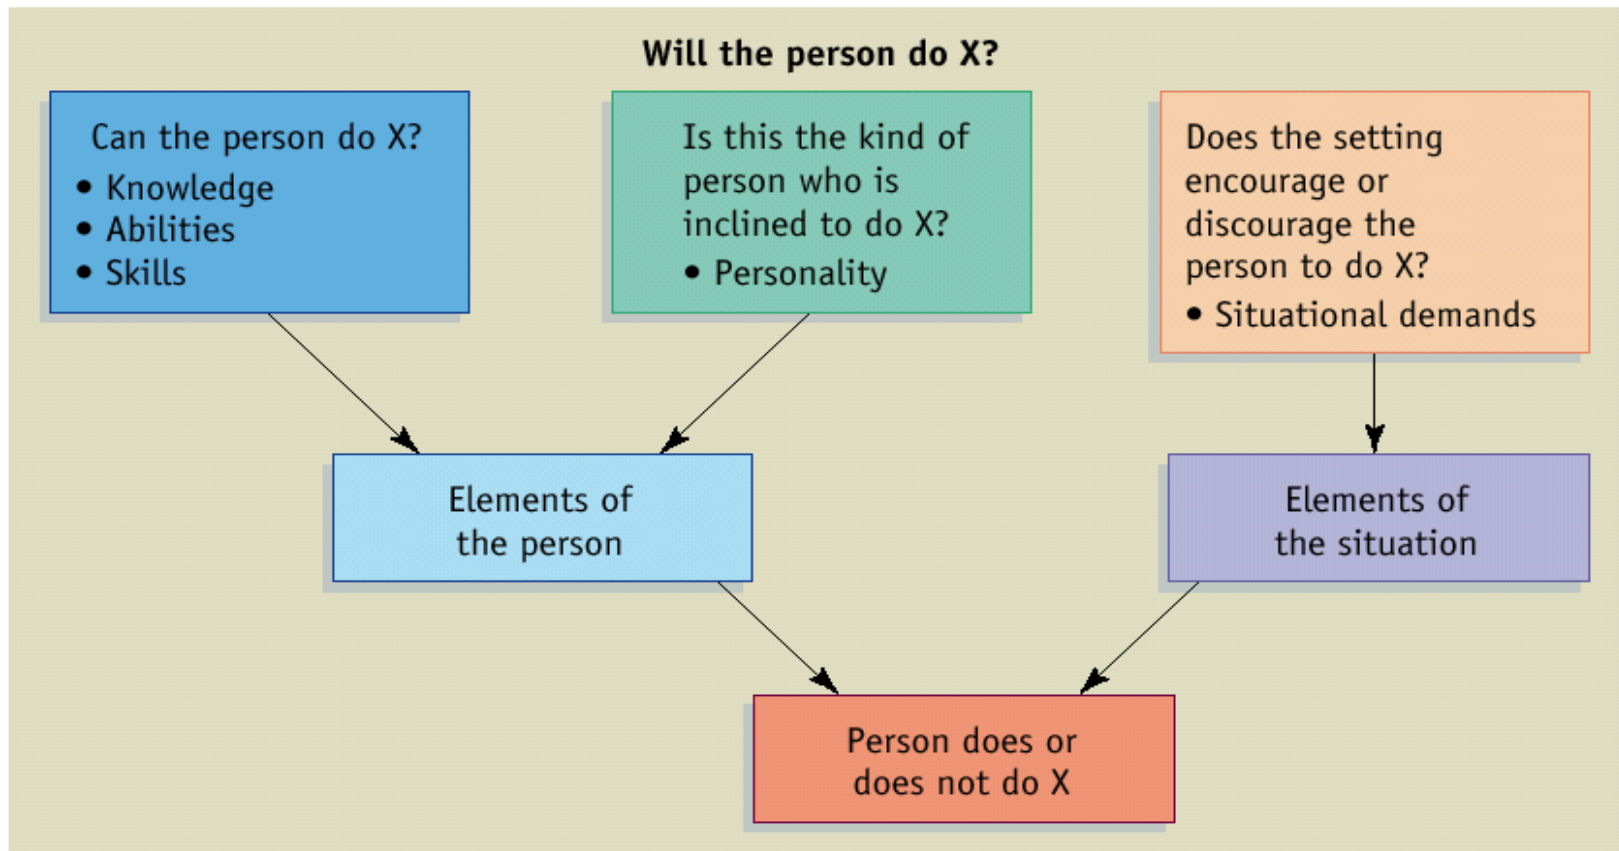 Will the person do X?
Can the person do X?
• Knowledge
• Abilities
• Skills
Is this the kind of
person who is
inclined to do X?
• Personality
Does the setting
encourage or
discourage the
person to do X?
• Situational demands
Elements of
the person
Elements of
the situation
Person does or
does not do X